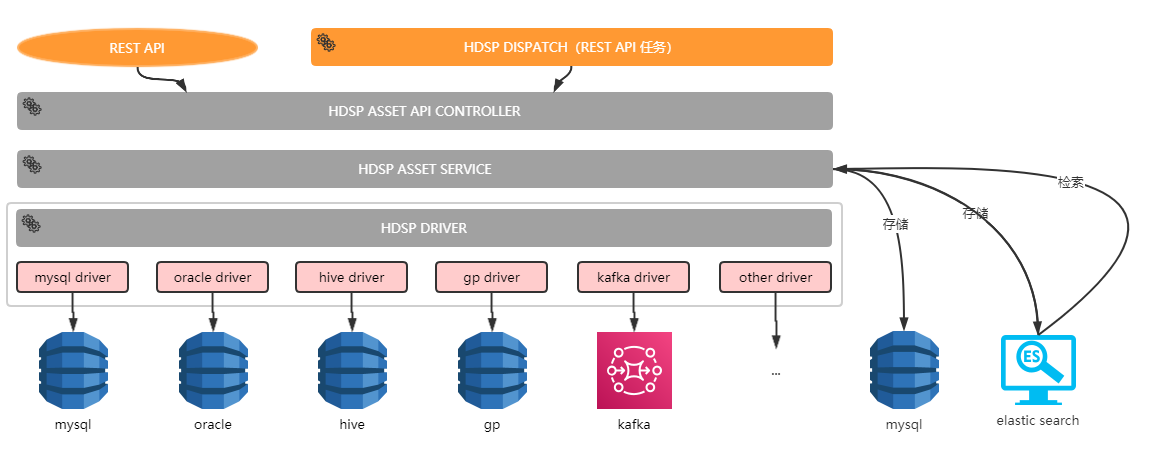 REST API
HDSP DISPATCH（REST API 任务）
HDSP ASSET API CONTROLLER
HDSP ASSET SERVICE
检索
存储
存储
HDSP DRIVER
mysql driver
oracle driver
hive driver
gp driver
kafka driver
other driver
ES
...
mysql
oracle
hive
gp
kafka
mysql
elastic search